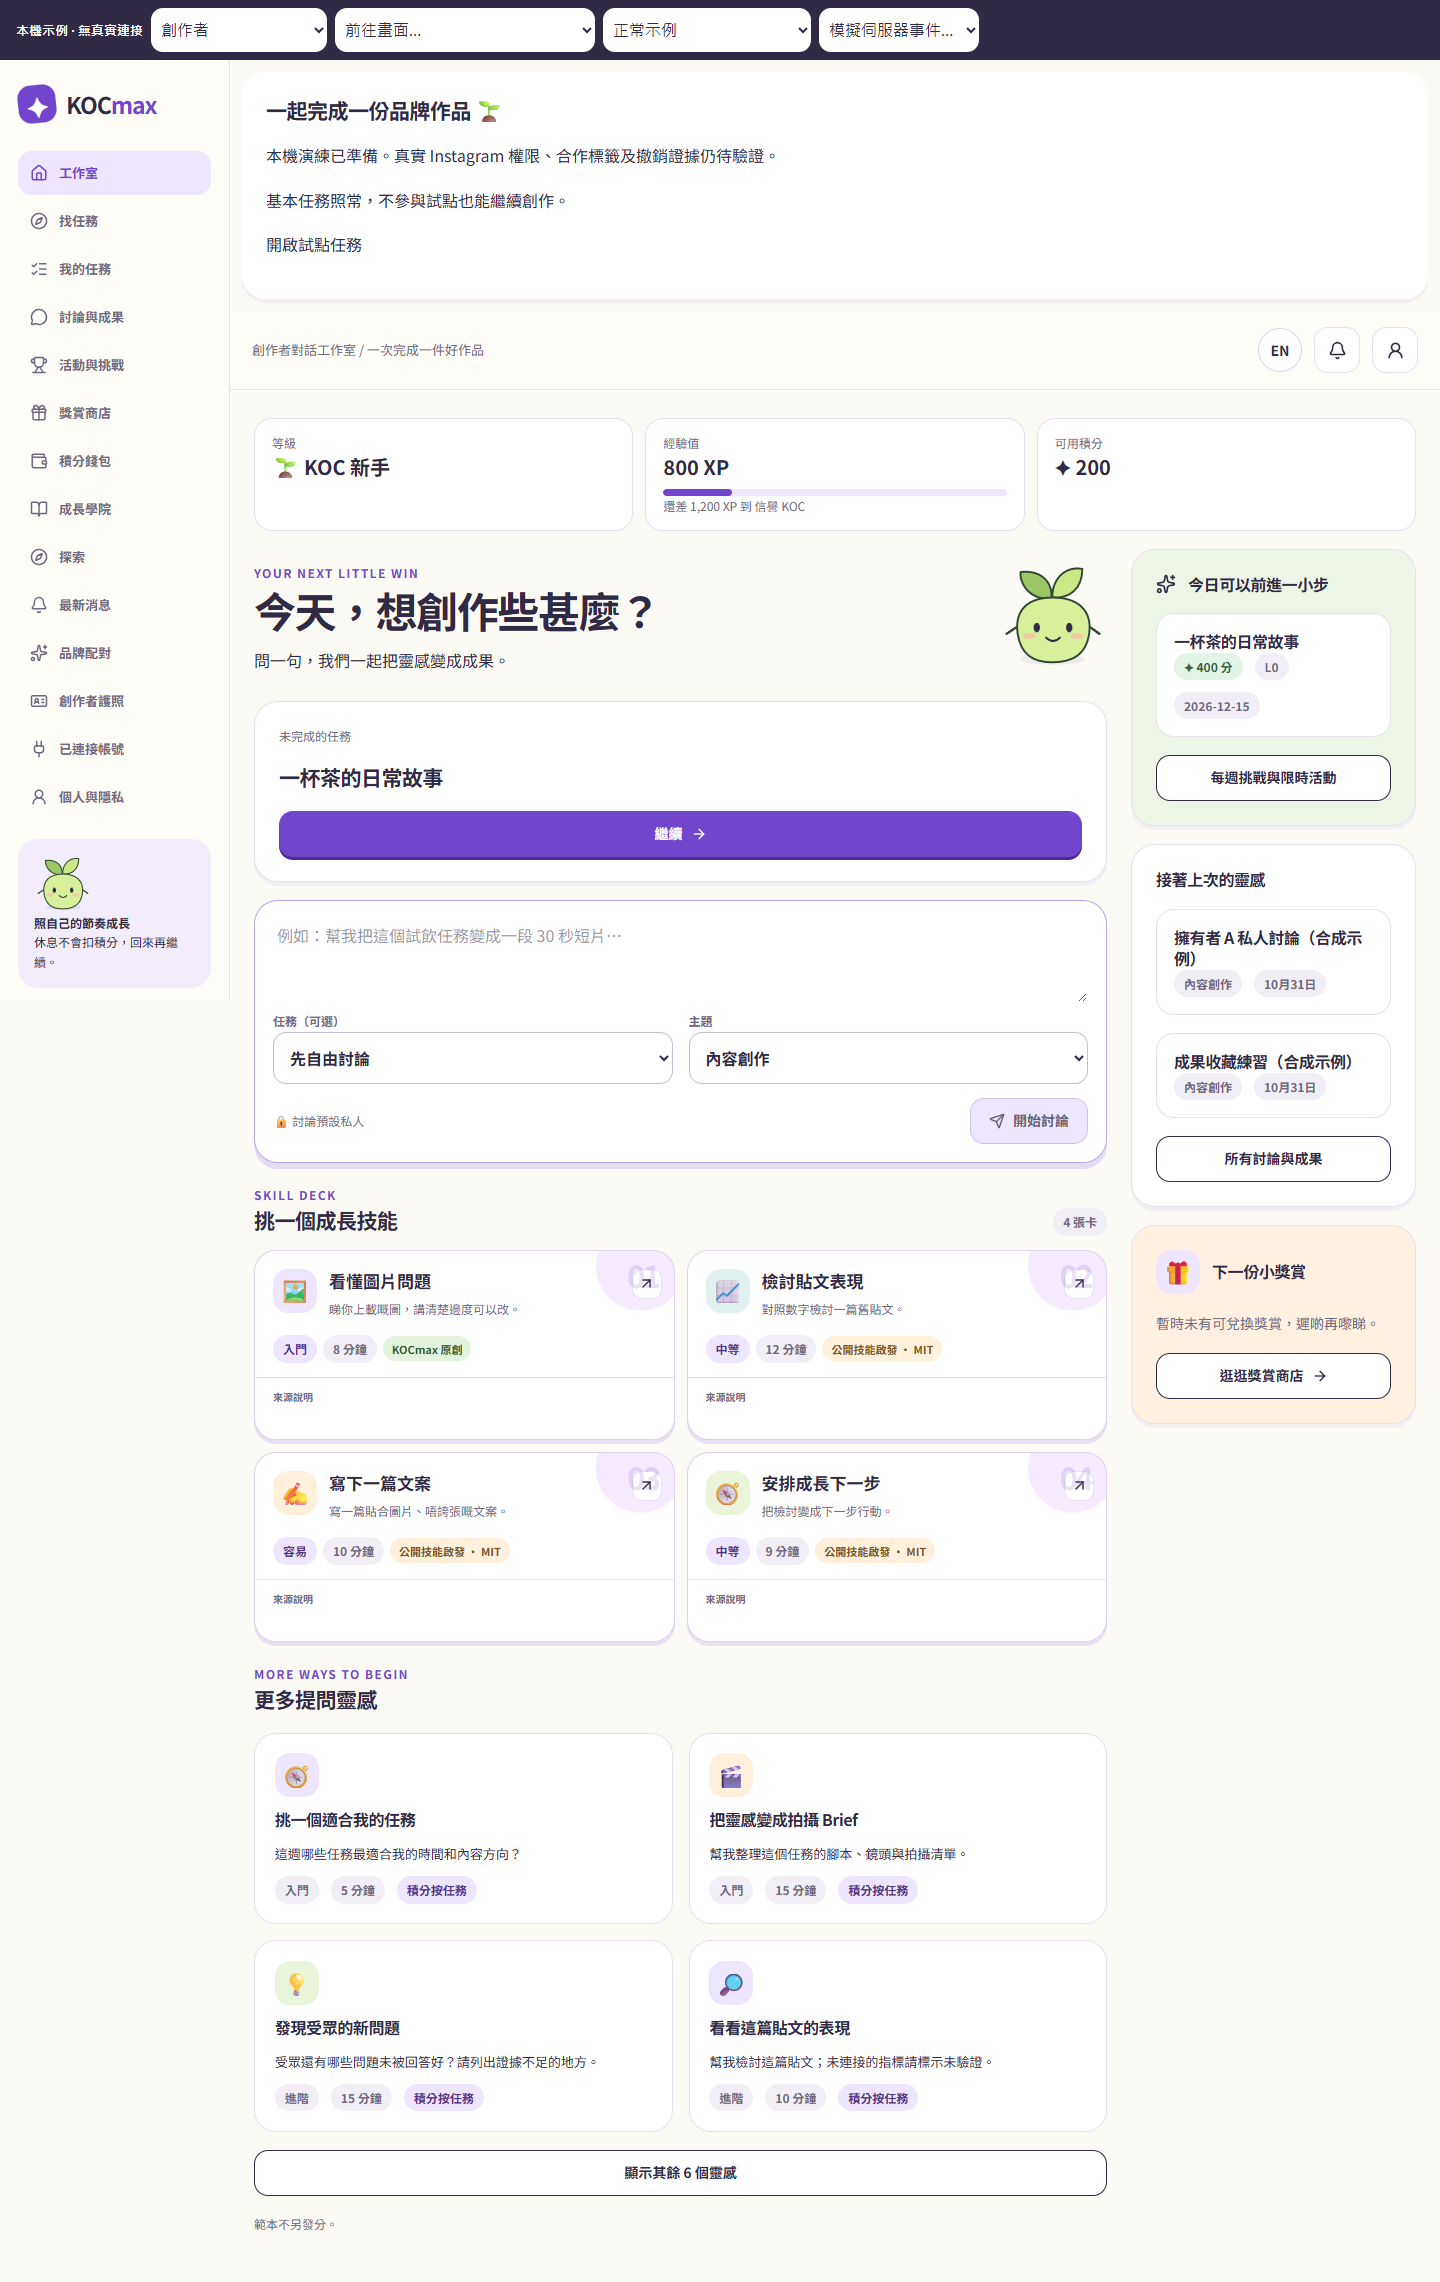 本機示例 · 無真實連接
創作者
前往畫面...
正常示例
模擬伺服器事件...
KOCmax
工作室
找任務
我的任務
討論與成果
活動與挑戰
獎賞商店
積分錢包
成長學院
探索
最新消息
品牌配對
創作者護照
已連接帳號
個人與隱私
照自己的節奏成長
休息不會扣積分，回來再繼
續。
一起完成一份品牌作品
本機演練已準備。真實 Instagram 權限、合作標籤及撤銷證據仍待驗證。
基本任務照常，不參與試點也能繼續創作。
開啟試點任務
創作者對話工作室 / 一次完成一件好作品
EN
等級
KOC 新手
經驗值
800 XP
還差 1,200 XP 到 信譽 KOC
可用積分
✦ 200
YOUR NEXT LITTLE WIN
今天，想創作些甚麼？
問一句，我們一起把靈感變成成果。
未完成的任務
一杯茶的日常故事
繼續 →
例如：幫我把這個試飲任務變成一段 30 秒短片…
任務（可選）
先自由討論
主題
內容創作
討論預設私人
開始討論
SKILL DECK
挑一個成長技能
4 張卡
01
看懂圖片問題
睇你上載嘅圖，講清楚邊度可以改。
入門
8 分鐘
KOCmax 原創
來源說明
02
檢討貼文表現
對照數字檢討一篇舊貼文。
中等
12 分鐘
公開技能啟發 · MIT
來源說明
03
寫下一篇文案
寫一篇貼合圖片、唔誇張嘅文案。
容易
10 分鐘
公開技能啟發 · MIT
來源說明
04
安排成長下一步
把檢討變成下一步行動。
中等
9 分鐘
公開技能啟發 · MIT
來源說明
MORE WAYS TO BEGIN
更多提問靈感
挑一個適合我的任務
這週哪些任務最適合我的時間和內容方向？
入門
5 分鐘
積分按任務
把靈感變成拍攝 Brief
幫我整理這個任務的腳本、鏡頭與拍攝清單。
入門
15 分鐘
積分按任務
發現受眾的新問題
受眾還有哪些問題未被回答好？請列出證據不足的地方。
進階
15 分鐘
積分按任務
看看這篇貼文的表現
幫我檢討這篇貼文；未連接的指標請標示未驗證。
進階
10 分鐘
積分按任務
顯示其餘 6 個靈感
範本不另發分。
今日可以前進一小步
一杯茶的日常故事
✦ 400 分
L0
2026-12-15
每週挑戰與限時活動
接著上次的靈感
擁有者 A 私人討論（合成示
例）
內容創作
10月31日
成果收藏練習（合成示例）
內容創作
10月31日
所有討論與成果
下一份小獎賞
暫時未有可兌換獎賞，遲啲再嚟睇。
逛逛獎賞商店 →